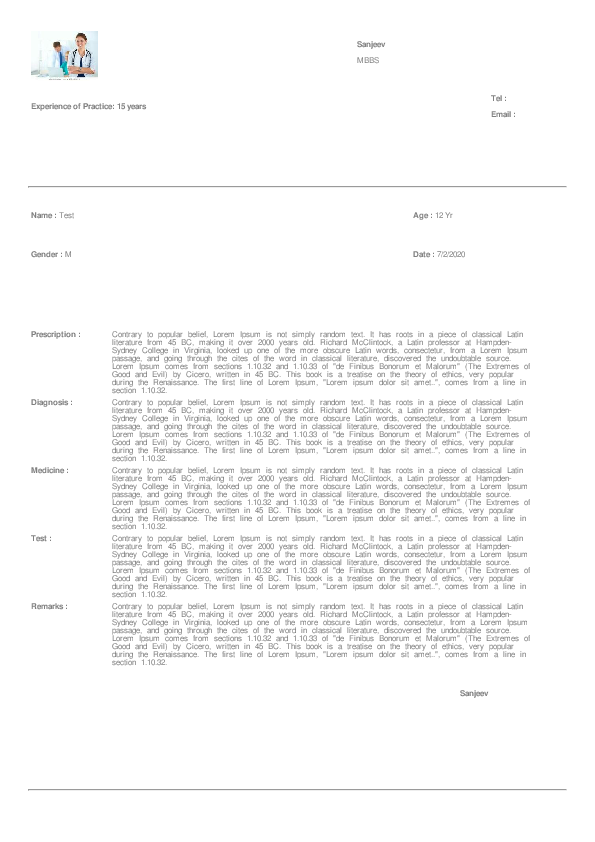 Sanjeev
MBBS
Tel :
Experience of Practice: 15 years
Email :
Name : Test Age : 12 Yr
Gender : M Date : 7/2/2020
Prescription : Contrary to popular belief, Lorem Ipsum is not simply random text. It has roots in a piece of classical Latin
literature from 45 BC, making it over 2000 years old. Richard McClintock, a Latin professor at Hampden-
Sydney College in Virginia, looked up one of the more obscure Latin words, consectetur, from a Lorem Ipsum
passage, and going through the cites of the word in classical literature, discovered the undoubtable source.
Lorem Ipsum comes from sections 1.10.32 and 1.10.33 of "de Finibus Bonorum et Malorum" (The Extremes of
Good and Evil) by Cicero, written in 45 BC. This book is a treatise on the theory of ethics, very popular
during the Renaissance. The first line of Lorem Ipsum, "Lorem ipsum dolor sit amet..", comes from a line in
section 1.10.32.
Diagnosis : Contrary to popular belief, Lorem Ipsum is not simply random text. It has roots in a piece of classical Latin
literature from 45 BC, making it over 2000 years old. Richard McClintock, a Latin professor at Hampden-
Sydney College in Virginia, looked up one of the more obscure Latin words, consectetur, from a Lorem Ipsum
passage, and going through the cites of the word in classical literature, discovered the undoubtable source.
Lorem Ipsum comes from sections 1.10.32 and 1.10.33 of "de Finibus Bonorum et Malorum" (The Extremes of
Good and Evil) by Cicero, written in 45 BC. This book is a treatise on the theory of ethics, very popular
during the Renaissance. The first line of Lorem Ipsum, "Lorem ipsum dolor sit amet..", comes from a line in
section 1.10.32.
Medicine : Contrary to popular belief, Lorem Ipsum is not simply random text. It has roots in a piece of classical Latin
literature from 45 BC, making it over 2000 years old. Richard McClintock, a Latin professor at Hampden-
Sydney College in Virginia, looked up one of the more obscure Latin words, consectetur, from a Lorem Ipsum
passage, and going through the cites of the word in classical literature, discovered the undoubtable source.
Lorem Ipsum comes from sections 1.10.32 and 1.10.33 of "de Finibus Bonorum et Malorum" (The Extremes of
Good and Evil) by Cicero, written in 45 BC. This book is a treatise on the theory of ethics, very popular
during the Renaissance. The first line of Lorem Ipsum, "Lorem ipsum dolor sit amet..", comes from a line in
section 1.10.32.
Test : Contrary to popular belief, Lorem Ipsum is not simply random text. It has roots in a piece of classical Latin
literature from 45 BC, making it over 2000 years old. Richard McClintock, a Latin professor at Hampden-
Sydney College in Virginia, looked up one of the more obscure Latin words, consectetur, from a Lorem Ipsum
passage, and going through the cites of the word in classical literature, discovered the undoubtable source.
Lorem Ipsum comes from sections 1.10.32 and 1.10.33 of "de Finibus Bonorum et Malorum" (The Extremes of
Good and Evil) by Cicero, written in 45 BC. This book is a treatise on the theory of ethics, very popular
during the Renaissance. The first line of Lorem Ipsum, "Lorem ipsum dolor sit amet..", comes from a line in
section 1.10.32.
Remarks : Contrary to popular belief, Lorem Ipsum is not simply random text. It has roots in a piece of classical Latin
literature from 45 BC, making it over 2000 years old. Richard McClintock, a Latin professor at Hampden-
Sydney College in Virginia, looked up one of the more obscure Latin words, consectetur, from a Lorem Ipsum
passage, and going through the cites of the word in classical literature, discovered the undoubtable source.
Lorem Ipsum comes from sections 1.10.32 and 1.10.33 of "de Finibus Bonorum et Malorum" (The Extremes of
Good and Evil) by Cicero, written in 45 BC. This book is a treatise on the theory of ethics, very popular
during the Renaissance. The first line of Lorem Ipsum, "Lorem ipsum dolor sit amet..", comes from a line in
section 1.10.32.
Sanjeev